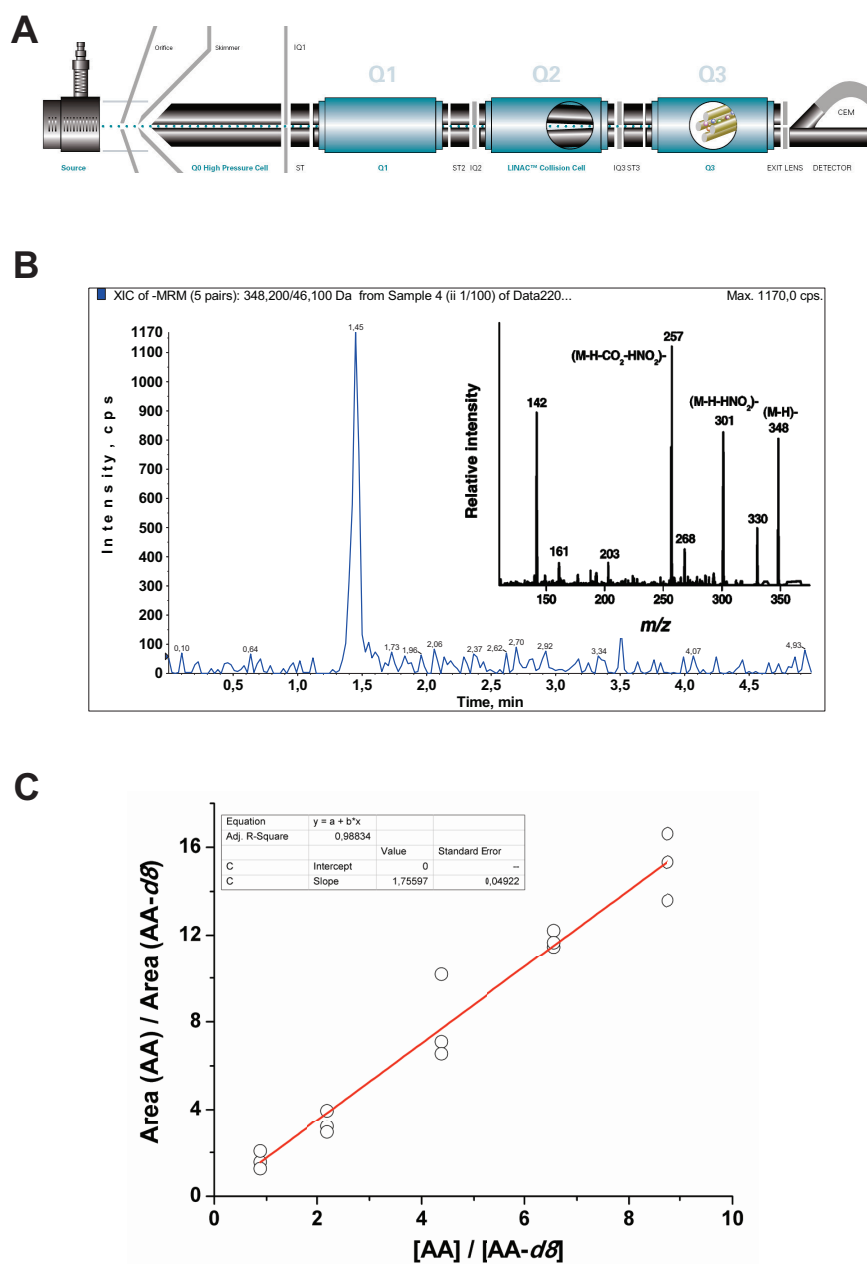 A
Orifice
Skimmer
IQ1
Q1
Q2
Q3
CEM
Source
Q0 High Pressure Cell
ST
Q1
ST2 IQ2
LINAC™ Collision Cell
IQ3 ST3
Q3
EXIT LENS
DETECTOR
B
XIC of -MRM (5 pairs): 348,200/46,100 Da from Sample 4 (ii 1/100) of Data220...
Max. 1170,0 cps.
Intensity, cps
1170
1100
1000
900
800
700
600
500
400
300
200
100
0
1,45
0,10
0,64
1,73
1,96
2,06
2,37
2,62
2,70
2,92
3,34
4,07
4,93
0,5
1,0
1,5
2,0
2,5
3,0
3,5
4,0
4,5
Time, min
Relative intensity
257
(M-H-CO2-HNO2)-
142
(M-H-HNO2)-
301
(M-H)-
348
330
268
161
203
150
200
250
300
350
m/z
C
Equation y = a + b*x
Adj. R-Square 0,98834
Value Standard Error
C Intercept 0 --
C Slope 1,75597 0,04922
Area (AA) / Area (AA-d8)
16
12
8
4
0
0 2 4 6 8 10
[AA] / [AA-d8]